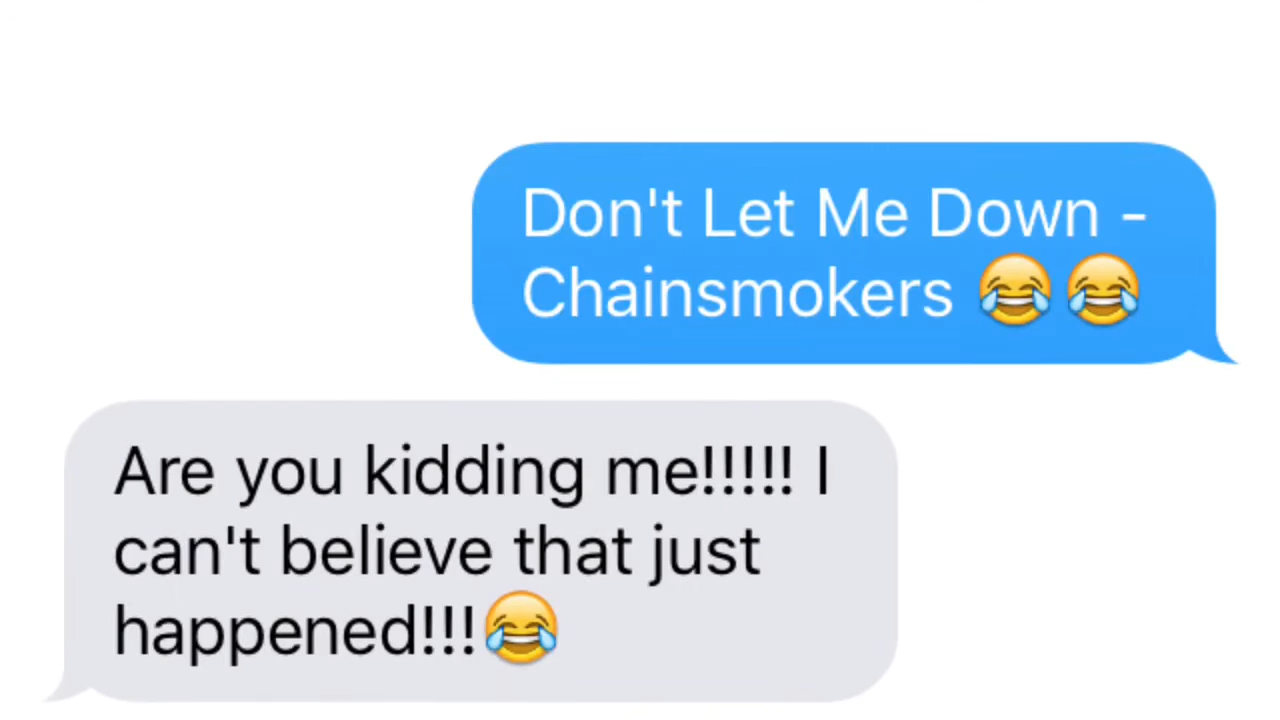 Don't Let Me Down -
Chainsmokers 😂 😂
Are you kidding me!!!!! I
can't believe that just
happened!!!😂